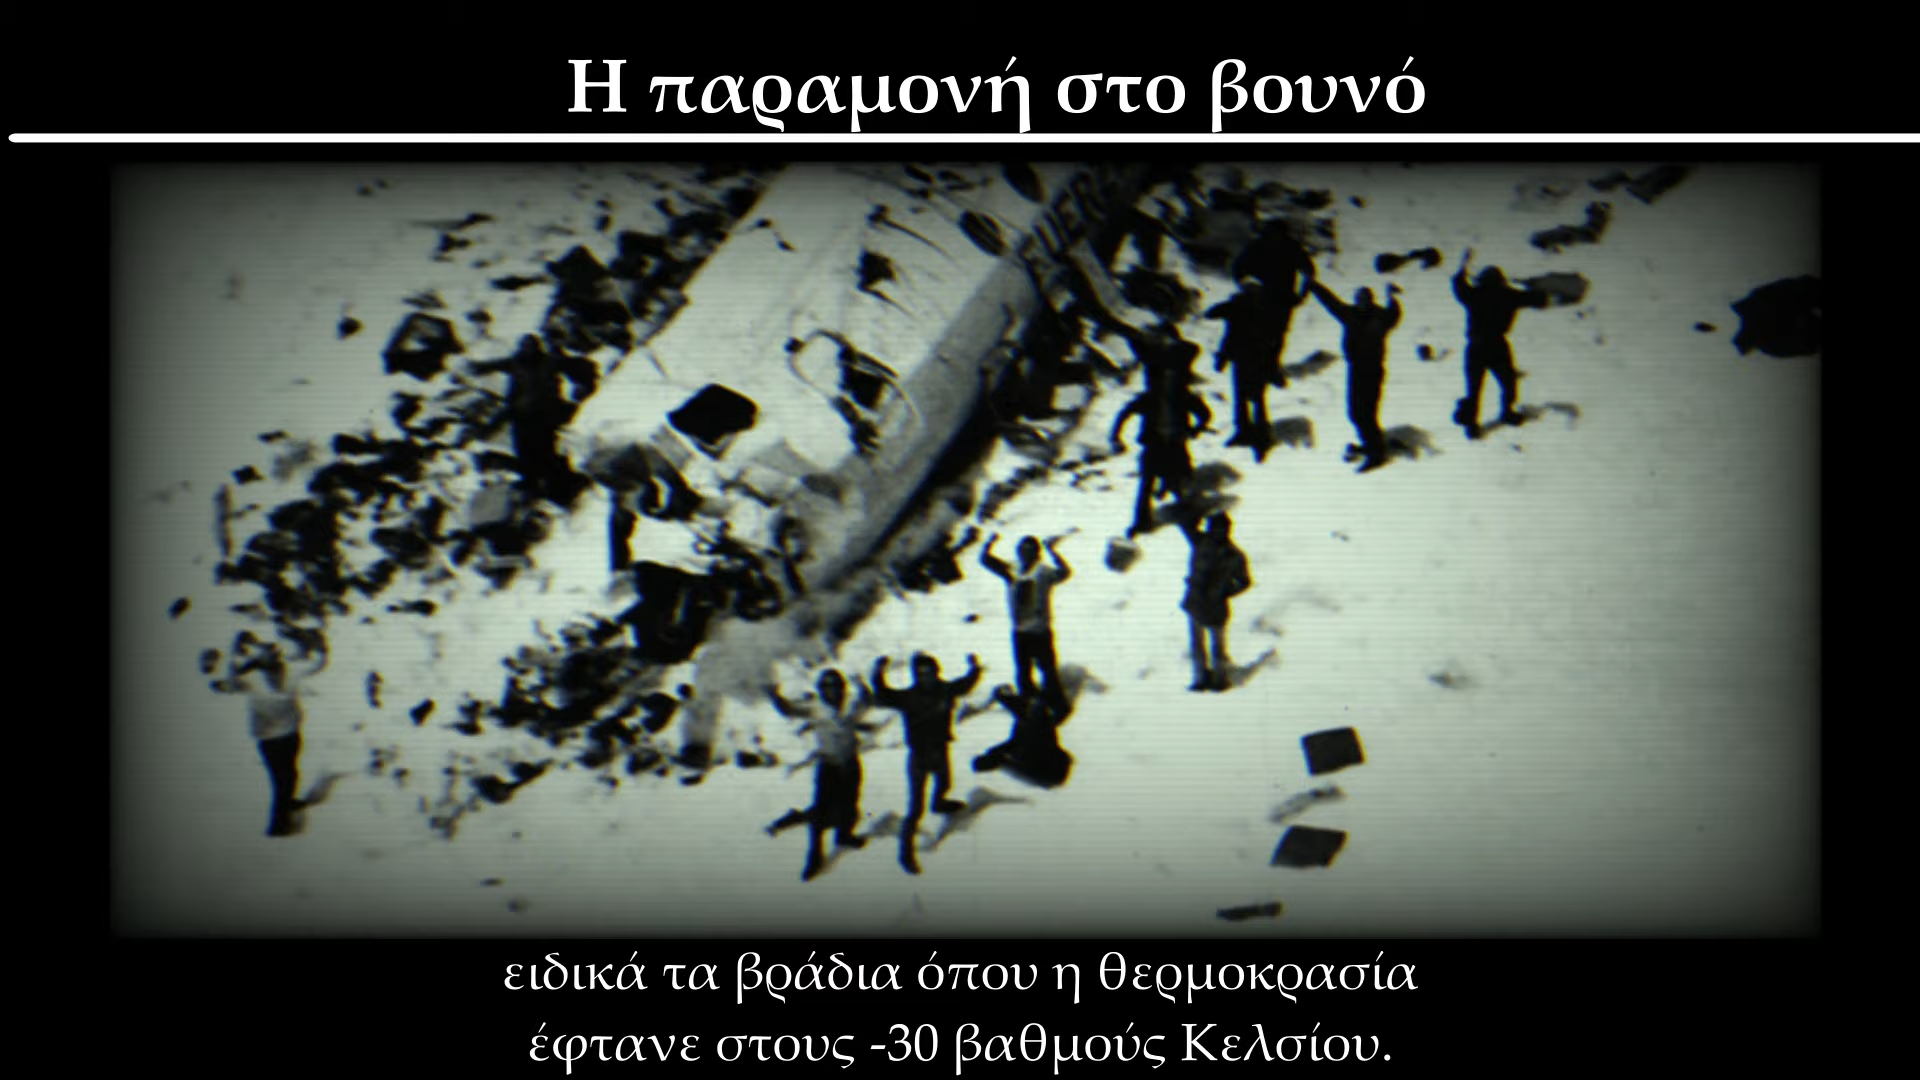 Η παραμονή στο βουνό
ειδικά τα βράδια όπου η θερμοκρασία
έφτανε στους -30 βαθμούς Κελσίου.